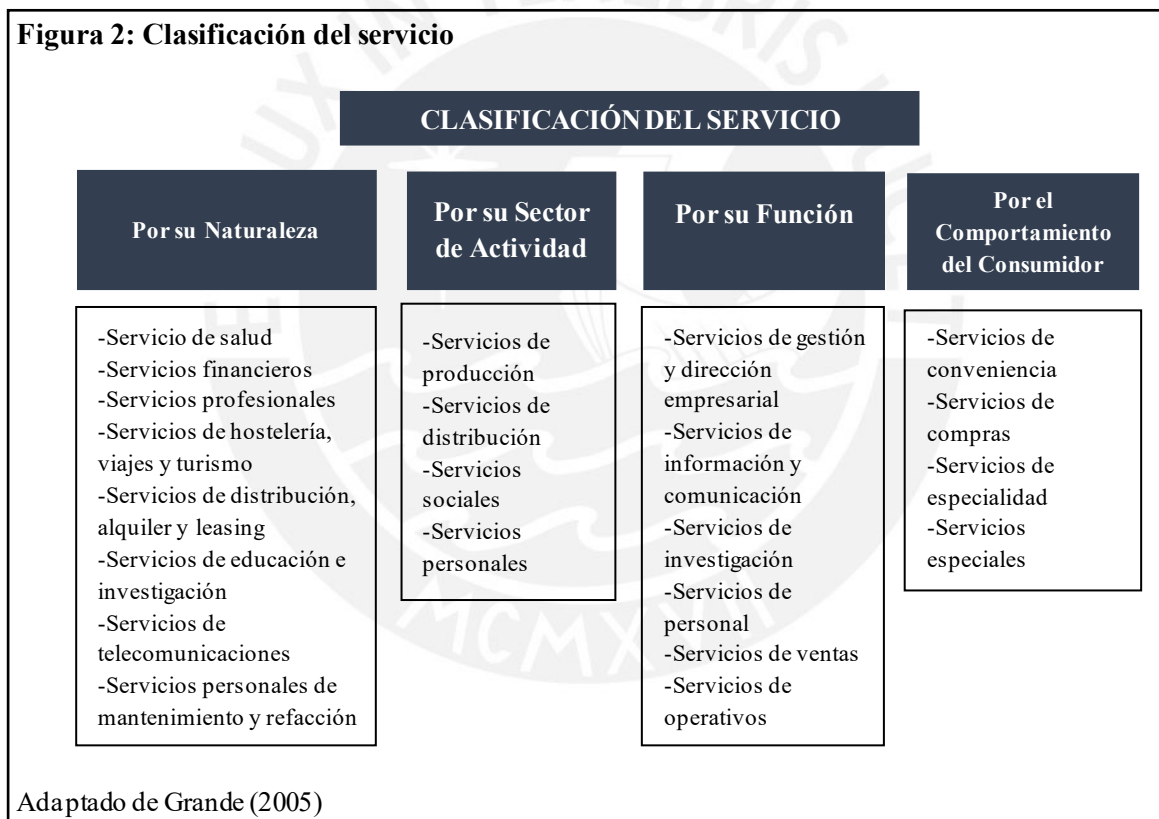 Figura 2: Clasificación del servicio
CLASIFICACIÓN DEL SERVICIO
Por su Naturaleza
-Servicio de salud
-Servicios financieros
-Servicios profesionales
-Servicios de hostelería,
viajes y turismo
-Servicios de distribución,
alquiler y leasing
-Servicios de educación e
investigación
-Servicios de
telecomunicaciones
-Servicios personales de
mantenimiento y refacción
Por su Sector
de Actividad
-Servicios de
producción
-Servicios de
distribución
-Servicios
sociales
-Servicios
personales
Por su Función
-Servicios de gestión
y dirección
empresarial
-Servicios de
información y
comunicación
-Servicios de
investigación
-Servicios de
personal
-Servicios de ventas
-Servicios de
operativos
Por el
Comportamiento
del Consumidor
-Servicios de
conveniencia
-Servicios de
compras
-Servicios de
especialidad
-Servicios
especiales
Adaptado de Grande (2005)
MCMXVII